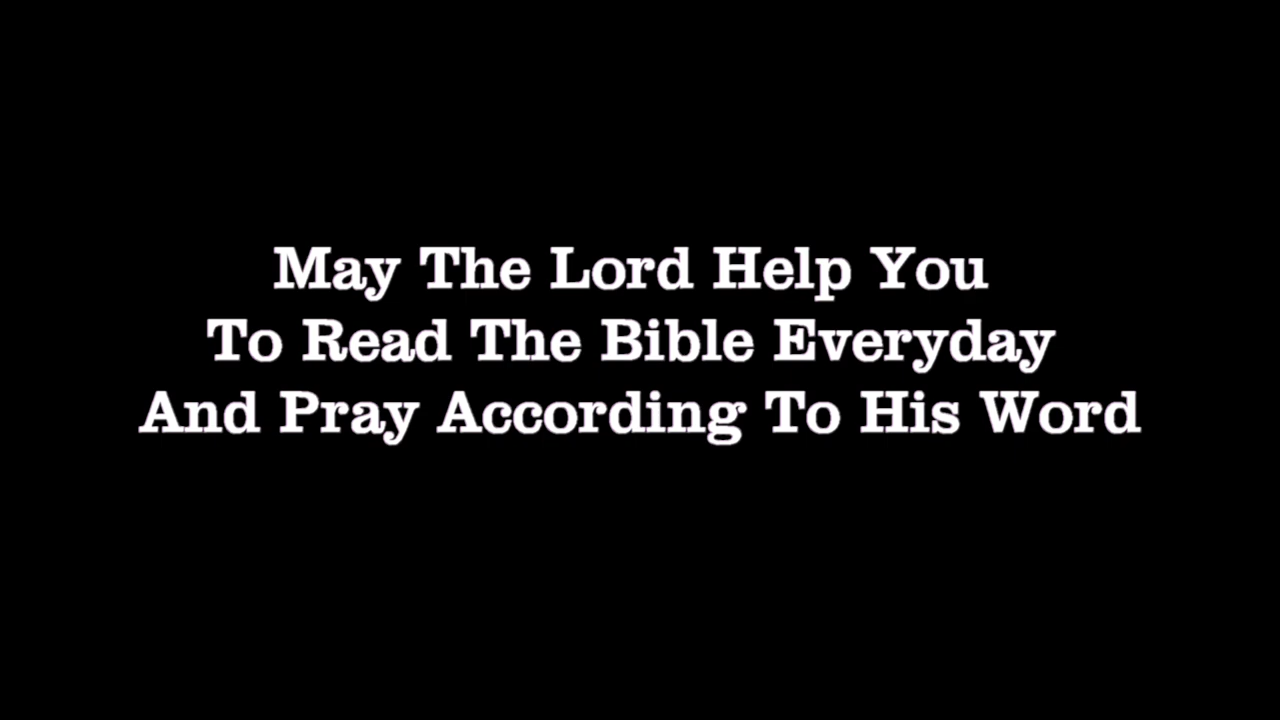 May The Lord Help You
To Read The Bible Everyday
And Pray According To His Word